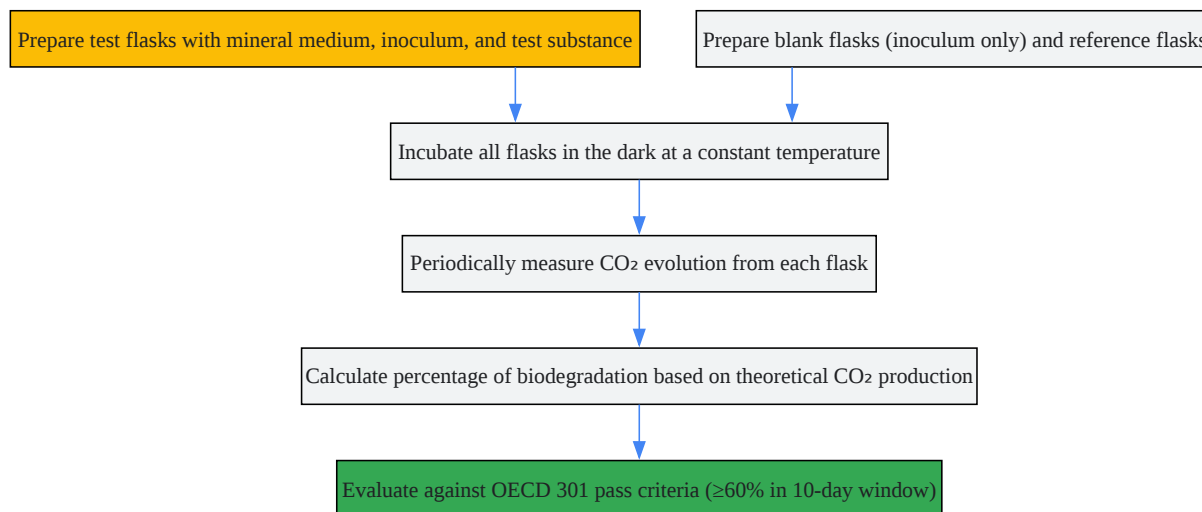 Prepare test flasks with mineral medium, inoculum, and test substance
Prepare blank flasks (inoculum only) and reference flasks
Incubate all flasks in the dark at a constant temperature
Periodically measure CO₂ evolution from each flask
Calculate percentage of biodegradation based on theoretical CO₂ production
Evaluate against OECD 301 pass criteria (≥60% in 10-day window)